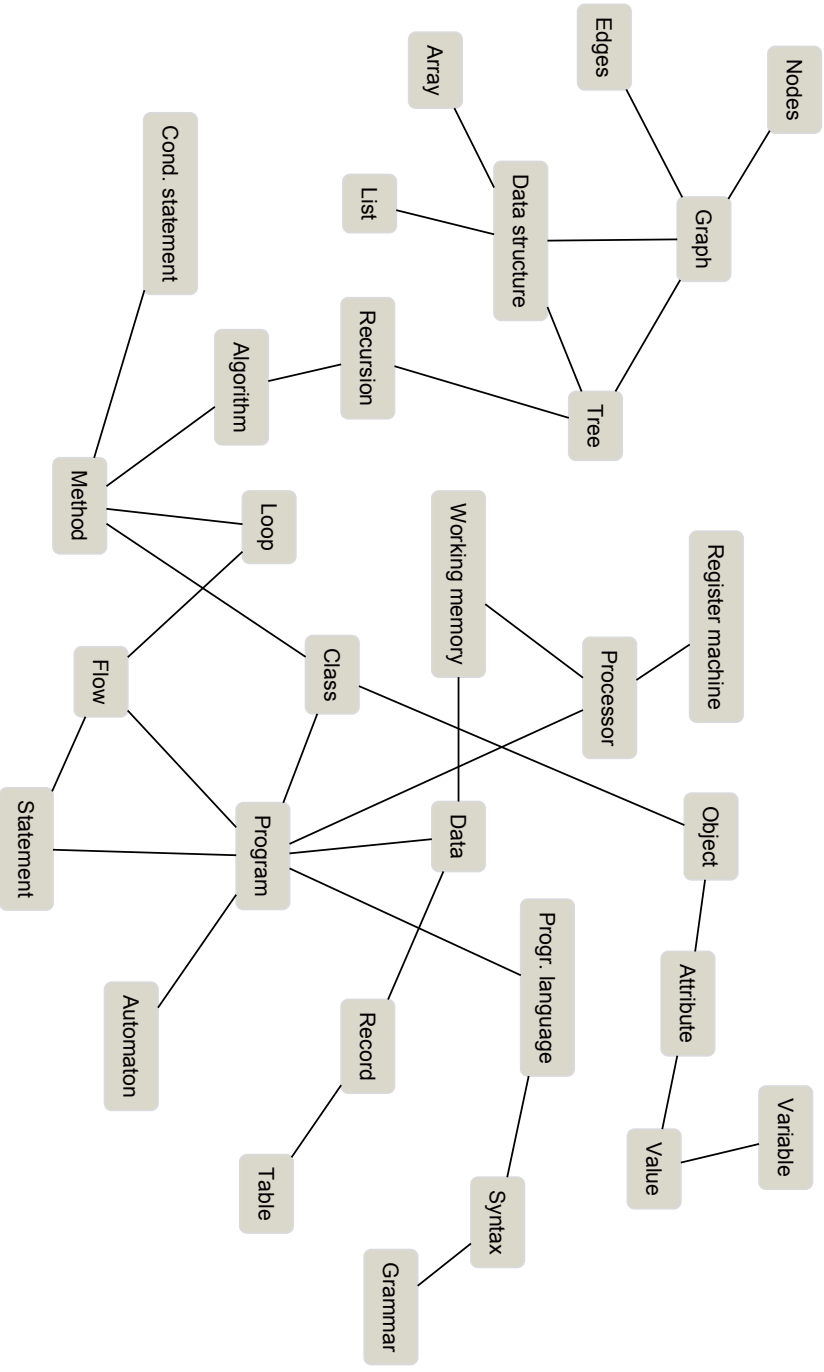 Nodes
Edges
Array
Graph
Data structure
List
Cond. statement
Recursion
Algorithm
Tree
Method
Loop
Working memory
Register machine
Processor
Class
Flow
Object
Data
Program
Statement
Progr. language
Attribute
Automaton
Record
Variable
Value
Table
Syntax
Grammar